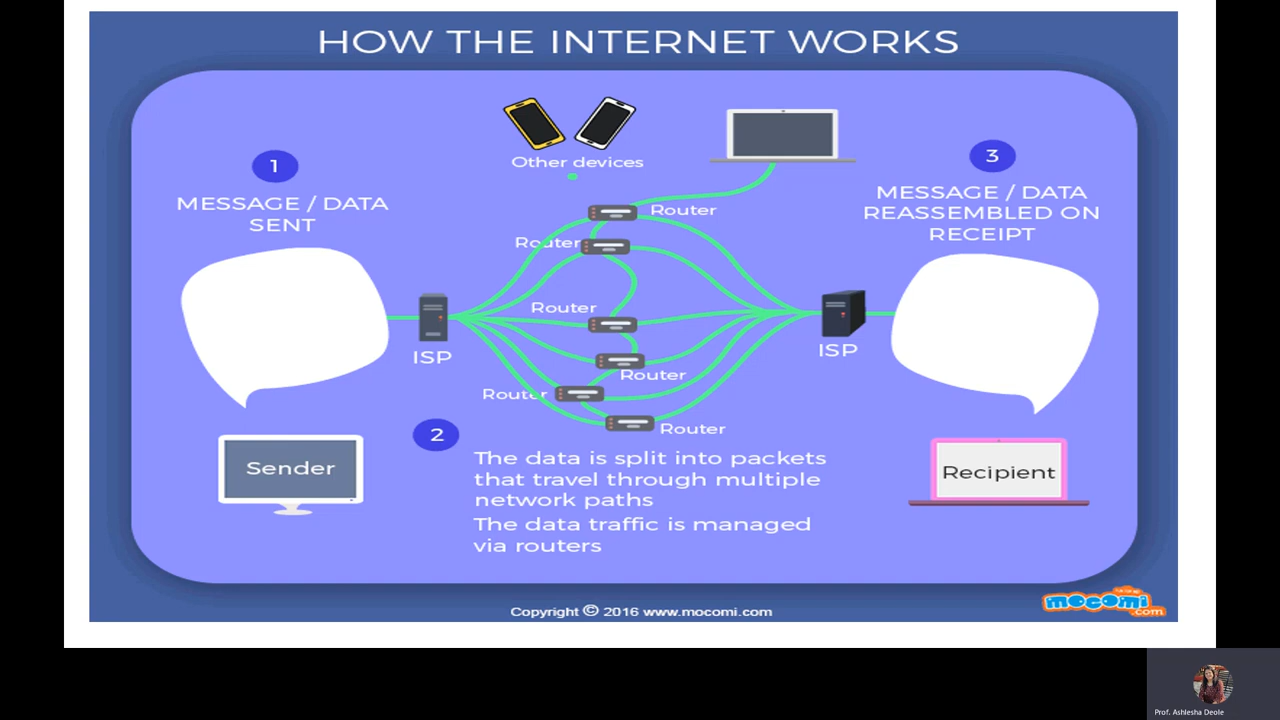 HOW THE INTERNET WORKS
1
MESSAGE / DATA
SENT
Other devices
3
MESSAGE / DATA
REASSEMBLED ON
RECEIPT
Router
Router
Router
Router
Router
Router
ISP
ISP
Sender
2
The data is split into packets
that travel through multiple
network paths
The data traffic is managed
via routers
Recipient
Copyright © 2016 www.mocomi.com
mocomi.com
Prof. Ashlesha Deole